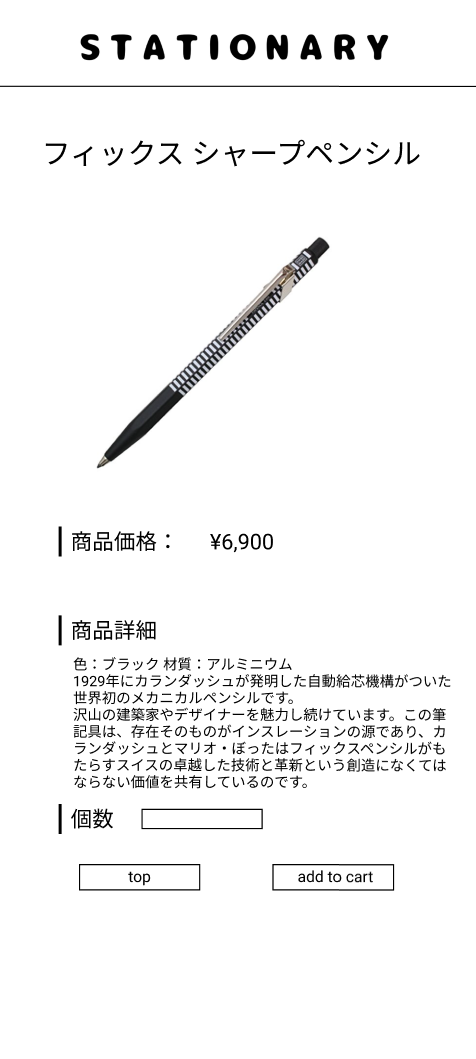 STATIONARY
フィックス シャープペンシル
商品価格： ¥6,900
商品詳細
色：ブラック 材質：アルミニウム
1929年にカランダッシュが発明した自動給芯機構がついた
世界初のメカニカルペンシルです。
沢山の建築家やデザイナーを魅力し続けています。この筆
記具は、存在そのものがインスレーションの源であり、カ
ランダッシュとマリオ・ぼったはフィックスペンシルがも
たらすスイスの卓越した技術と革新という創造になくては
ならない価値を共有しているのです。
個数
top add to cart